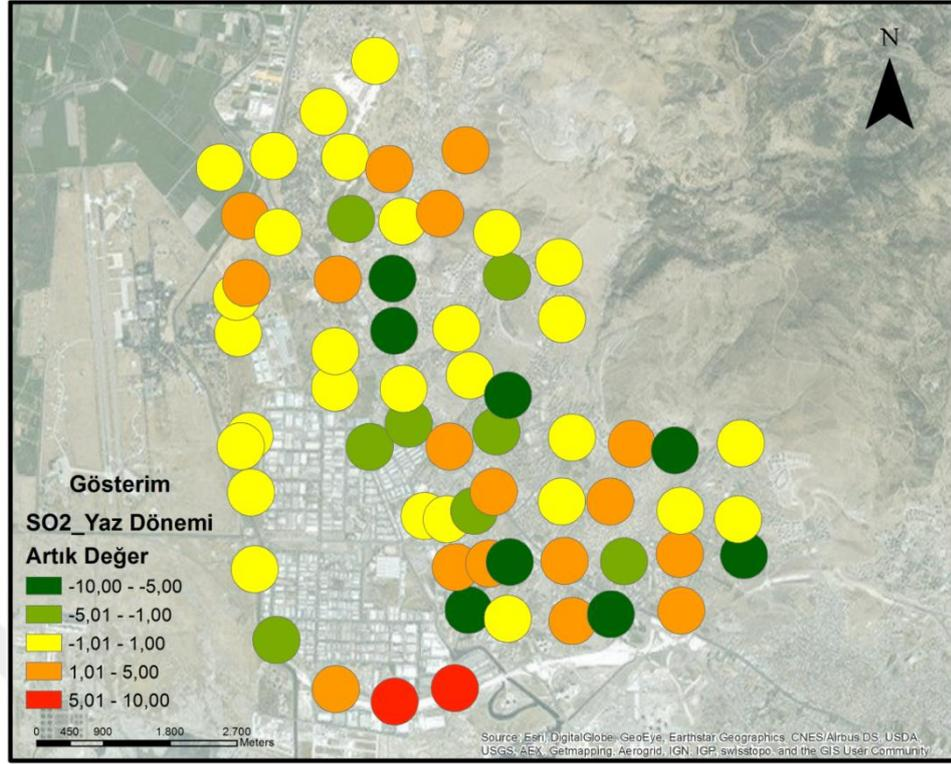 N
Gösterim
SO2_Yaz Dönemi
Artık Değer
-10,00 - -5,00
-5,01 - -1,00
-1,01 - 1,00
1,01 - 5,00
5,01 - 10,00
0 450 900 1.800 2.700
Meters
Source: Esri, DigitalGlobe, GeoEye, Earthstar Geographics, CNES/Airbus DS, USDA,
USGS, AEX, Getmapping, Aerogrid, IGN, IGP, swisstopo, and the GIS User Community